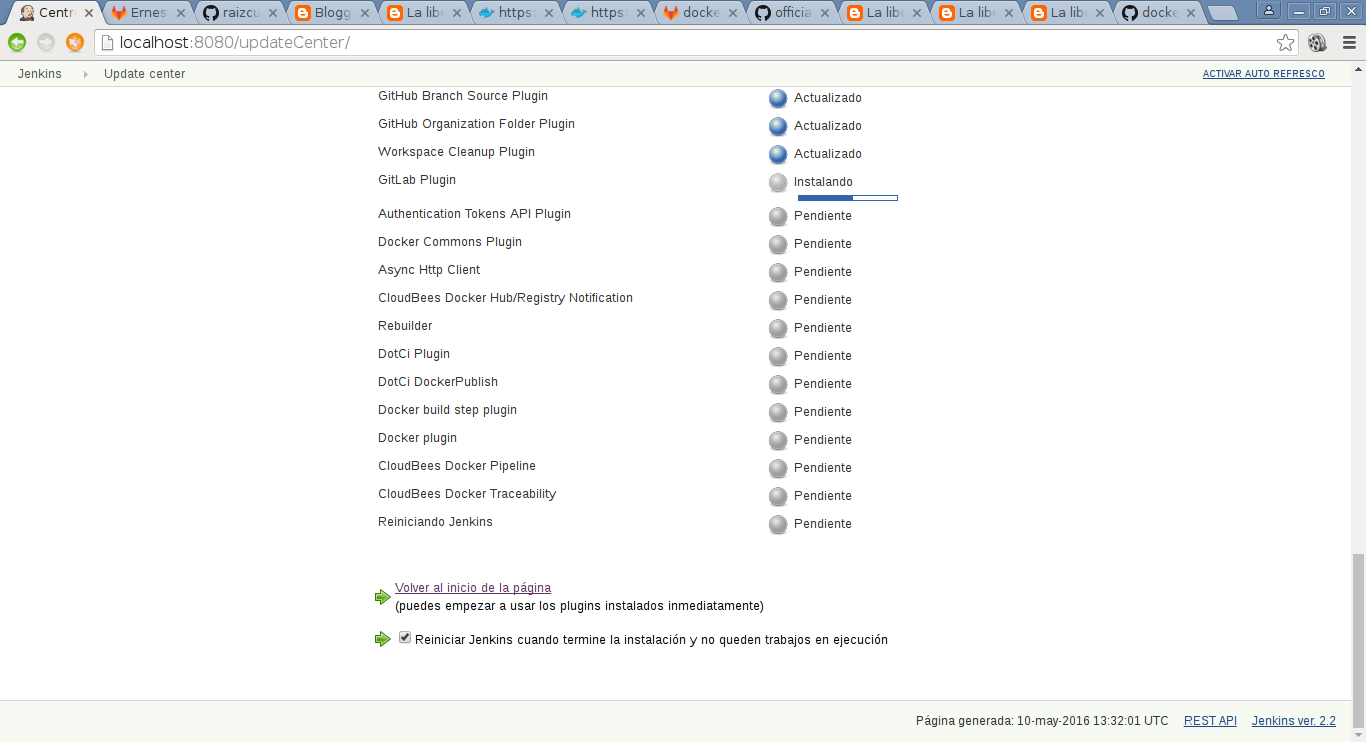 Centr
Ernes
raizcu
Blogg
La libe
https:
https:
docke
officia
La libe
La libe
La libe
docke
localhost:8080/updateCenter/
Jenkins
Update center
ACTIVAR AUTO REFRESCO
GitHub Branch Source Plugin Actualizado
GitHub Organization Folder Plugin Actualizado
Workspace Cleanup Plugin Actualizado
GitLab Plugin Instalando
Authentication Tokens API Plugin Pendiente
Docker Commons Plugin Pendiente
Async Http Client Pendiente
CloudBees Docker Hub/Registry Notification Pendiente
Rebuilder Pendiente
DotCi Plugin Pendiente
DotCi DockerPublish Pendiente
Docker build step plugin Pendiente
Docker plugin Pendiente
CloudBees Docker Pipeline Pendiente
CloudBees Docker Traceability Pendiente
Reiniciando Jenkins Pendiente
Volver al inicio de la página
(puedes empezar a usar los plugins instalados inmediatamente)
Reiniciar Jenkins cuando termine la instalación y no queden trabajos en ejecución
Página generada: 10-may-2016 13:32:01 UTC REST API Jenkins ver. 2.2